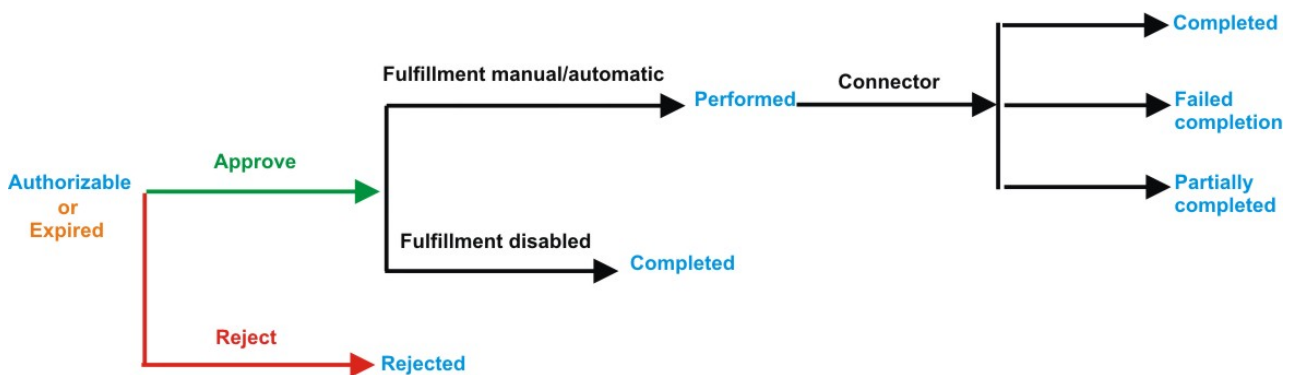 Completed
Fulfillment manual/automatic
Performed
Connector
Failed
completion
Approve
Authorizable
or
Expired
Partially
completed
Fulfillment disabled
Completed
Reject
Rejected